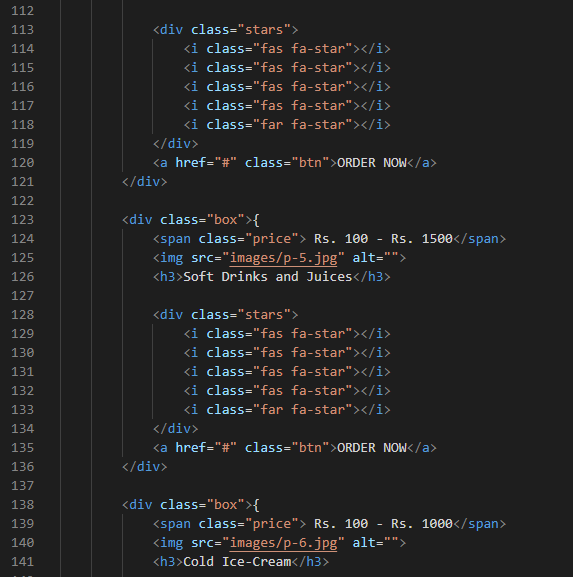 112
113 <div class="stars">
114 <i class="fas fa-star"></i>
115 <i class="fas fa-star"></i>
116 <i class="fas fa-star"></i>
117 <i class="fas fa-star"></i>
118 <i class="far fa-star"></i>
119 </div>
120 <a href="#" class="btn">ORDER NOW</a>
121 </div>
122
123 <div class="box">{
124 <span class="price"> Rs. 100 - Rs. 1500</span>
125 <img src="images/p-5.jpg" alt="">
126 <h3>Soft Drinks and Juices</h3>
127
128 <div class="stars">
129 <i class="fas fa-star"></i>
130 <i class="fas fa-star"></i>
131 <i class="fas fa-star"></i>
132 <i class="fas fa-star"></i>
133 <i class="far fa-star"></i>
134 </div>
135 <a href="#" class="btn">ORDER NOW</a>
136 </div>
137
138 <div class="box">{
139 <span class="price"> Rs. 100 - Rs. 1000</span>
140 <img src="images/p-6.jpg" alt="">
141 <h3>Cold Ice-Cream</h3>